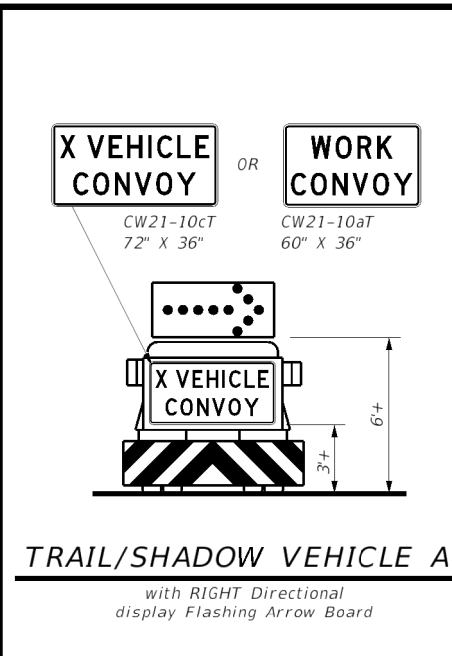 X VEHICLE
CONVOY
OR
WORK
CONVOY
CW21-10cT
72" X 36"
CW21-10aT
60" X 36"
X VEHICLE
CONVOY
6'+
3'+
TRAIL/SHADOW VEHICLE A
with RIGHT Directional
display Flashing Arrow Board